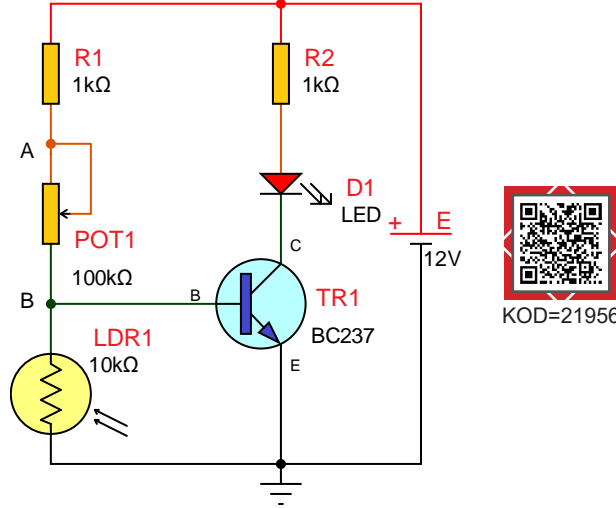 R1
1kΩ
R2
1kΩ
A
D1
LED
+ E
12V
POT1
100kΩ
C
B
B
TR1
BC237
LDR1
10kΩ
E
KOD=21956